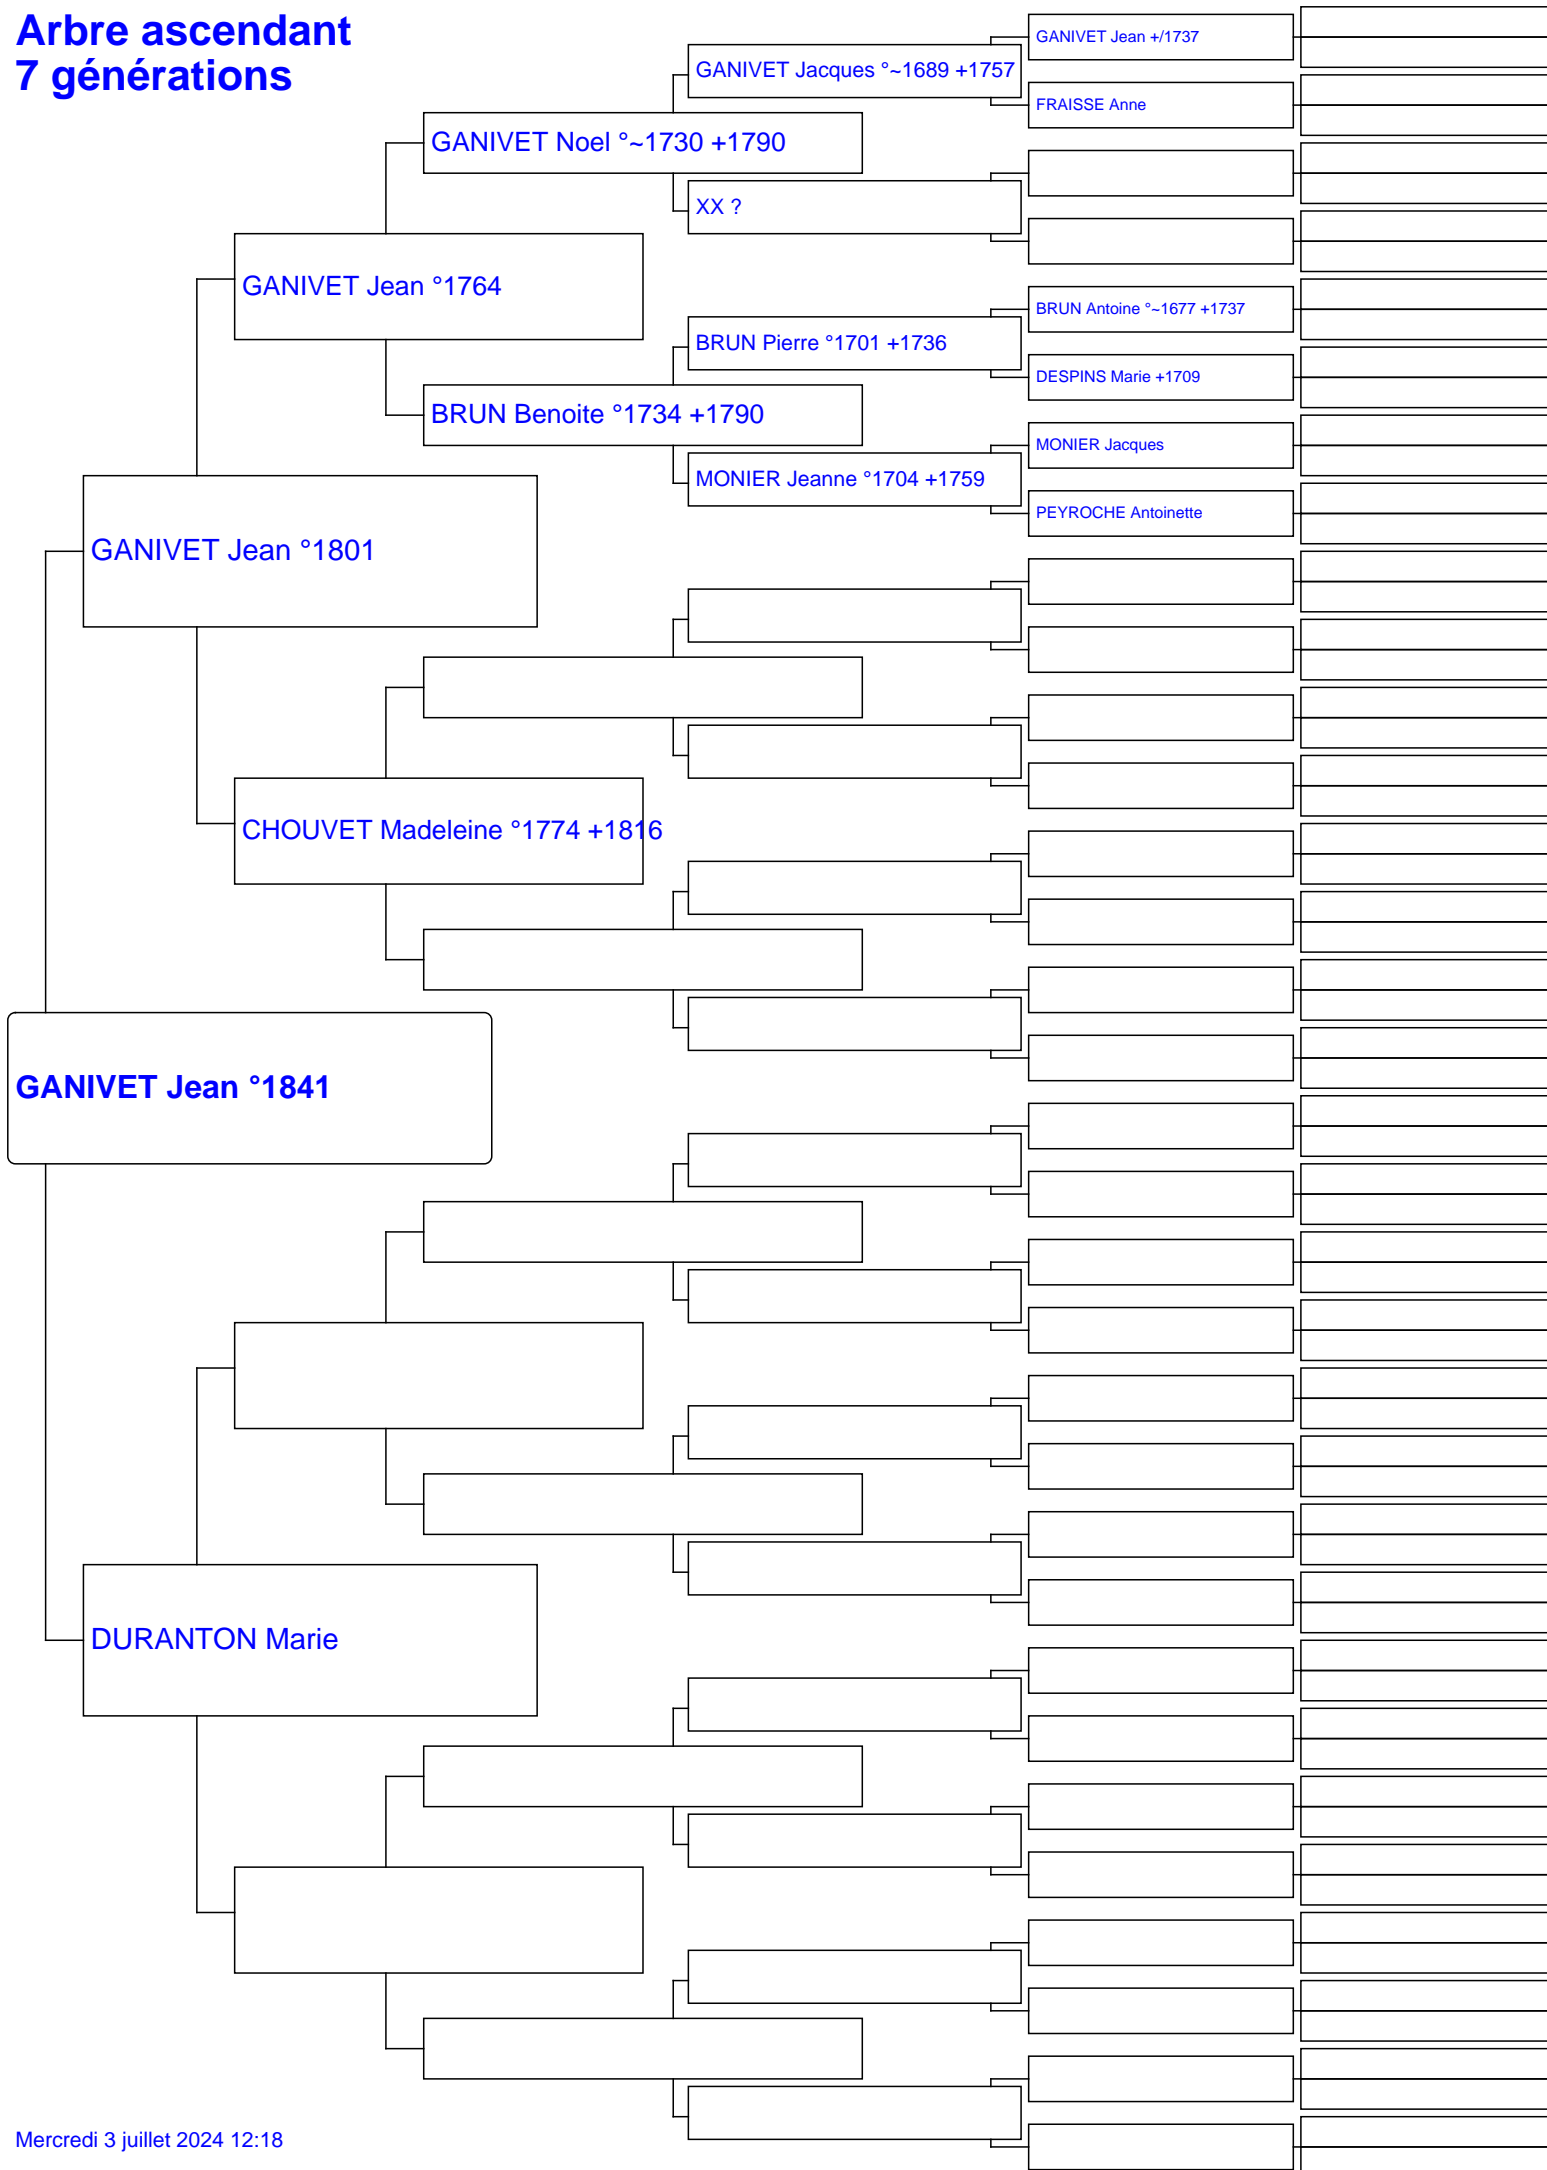 Arbre ascendant
7 générations
GANIVET Jean +/1737
GANIVET Jacques °~1689 +1757
FRAISSE Anne
GANIVET Noel °~1730 +1790
XX ?
GANIVET Jean °1764
BRUN Antoine °~1677 +1737
BRUN Pierre °1701 +1736
DESPINS Marie +1709
BRUN Benoite °1734 +1790
MONIER Jacques
MONIER Jeanne °1704 +1759
PEYROCHE Antoinette
GANIVET Jean °1801
CHOUVET Madeleine °1774 +1816
GANIVET Jean °1841
DURANTON Marie
Mercredi 3 juillet 2024 12:18